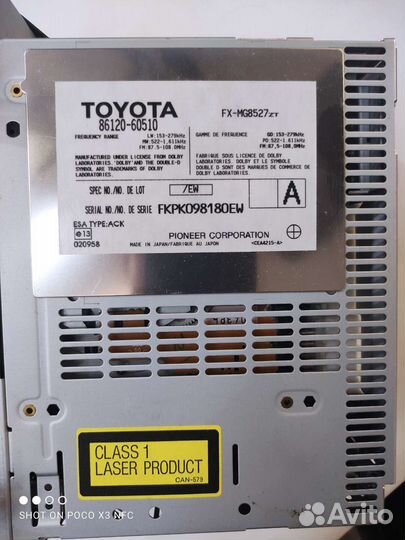 TOYOTA
86120-60510
FX-MG8527ZT
FREQUENCY RANGE
LW:153-279kHz
MW:522-1,611kHz
FM:87.5-108.0MHz
GAMME DE FREQUENCE
GO:153-279kHz
PO:522-1,611kHz
FM:87.5-108.0MHz
MANUFACTURED UNDER LICENSE FROM DOLBY
LABORATORIES. "DOLBY" AND THE DOUBLE-D
SYMBOL ARE TRADEMARKS OF DOLBY
LABORATORIES.
FABRIQUE SOUS LICENCE DE DOLBY
LABORATORIES. "DOLBY" ET LE SYMBOLE
DOUBLE D SONT DES MARQUES DE COMMERCE DE
DOLBY LABORATORIES.
SPEC NO./NO. DE LOT
/EW
A
SERIAL NO./NO. DE SERIE
FKPK098180EW
ESA TYPE:ACK
e13
020958
PIONEER CORPORATION
MADE IN JAPAN/FABRIQUE AU JAPON
<CEA4215-A>
CLASS 1
LASER PRODUCT
CAN-579
SHOT ON POCO X3 NFC
Avito